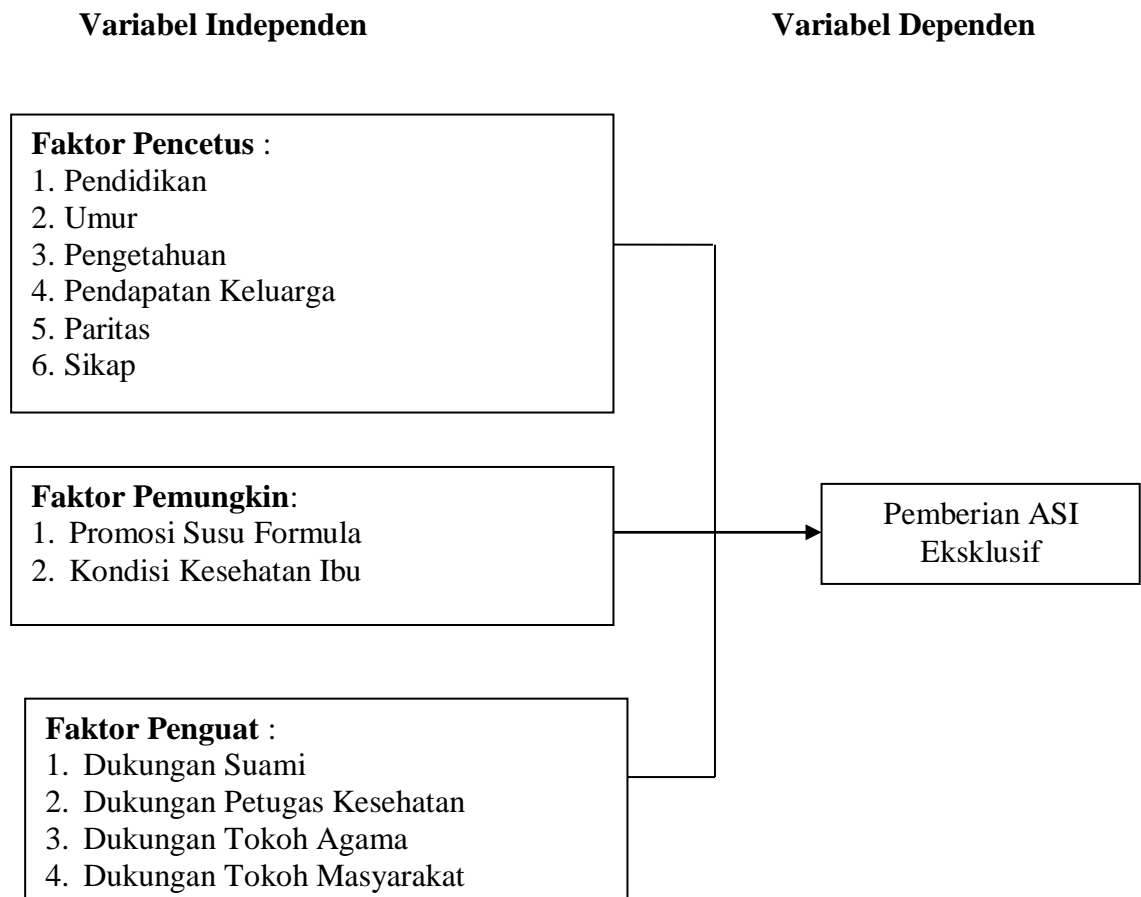 Variabel Independen
Variabel Dependen
Faktor Pencetus :
1. Pendidikan
2. Umur
3. Pengetahuan
4. Pendapatan Keluarga
5. Paritas
6. Sikap
Faktor Pemungkin:
1. Promosi Susu Formula
2. Kondisi Kesehatan Ibu
Pemberian ASI
Eksklusif
Faktor Penguat :
1. Dukungan Suami
2. Dukungan Petugas Kesehatan
3. Dukungan Tokoh Agama
4. Dukungan Tokoh Masyarakat